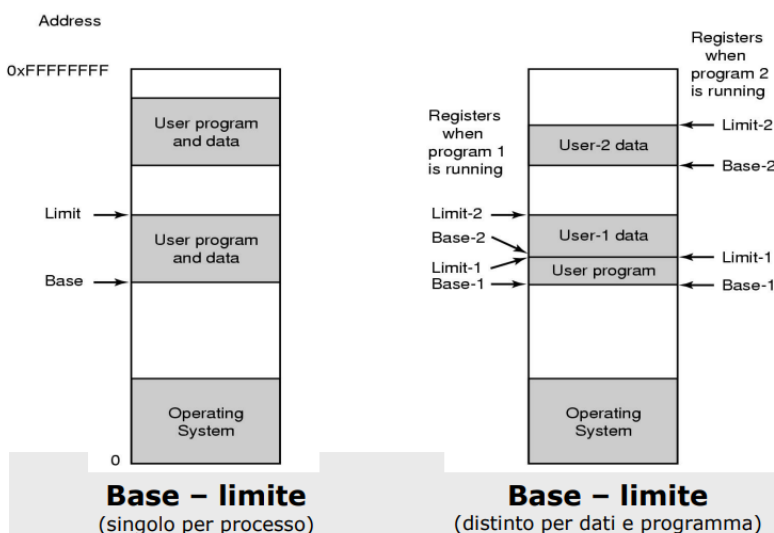 Address
0xFFFFFFFF
User program
and data
Limit
User program
and data
Base
Operating
System
0
Base – limite
(singolo per processo)
Registers
when
program 2
is running
Registers
when
program 1
is running
Limit-2
User-2 data
Base-2
Limit-2
User-1 data
Base-2
Limit-1
Limit-1
User program
Base-1
Base-1
Operating
System
Base – limite
(distinto per dati e programma)